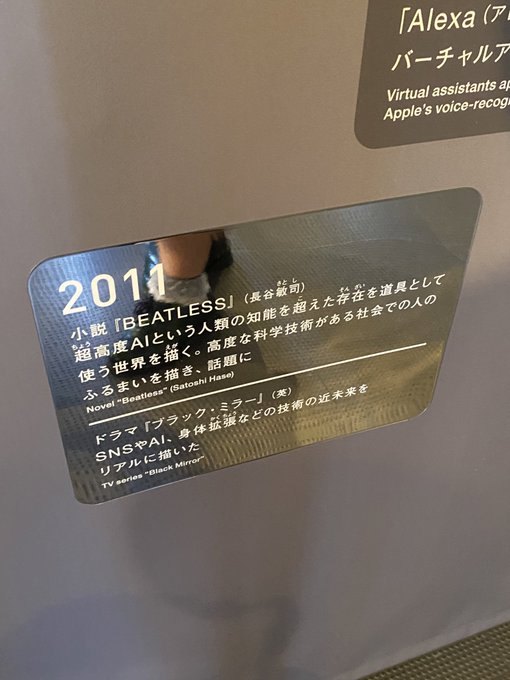 「Alexa（ア
バーチャルア
Virtual assistants ap
Apple's voice-recog
2011
小説『BEATLESS』（長谷敏司）
超高度AIという人類の知能を超えた存在を道具として
使う世界を描く。高度な科学技術がある社会での人の
ふるまいを描き、話題に
Novel "Beatless" (Satoshi Hase)
ドラマ『ブラック・ミラー』（英）
SNSやAI、身体拡張などの技術の近未来を
リアルに描いた
TV series "Black Mirror"